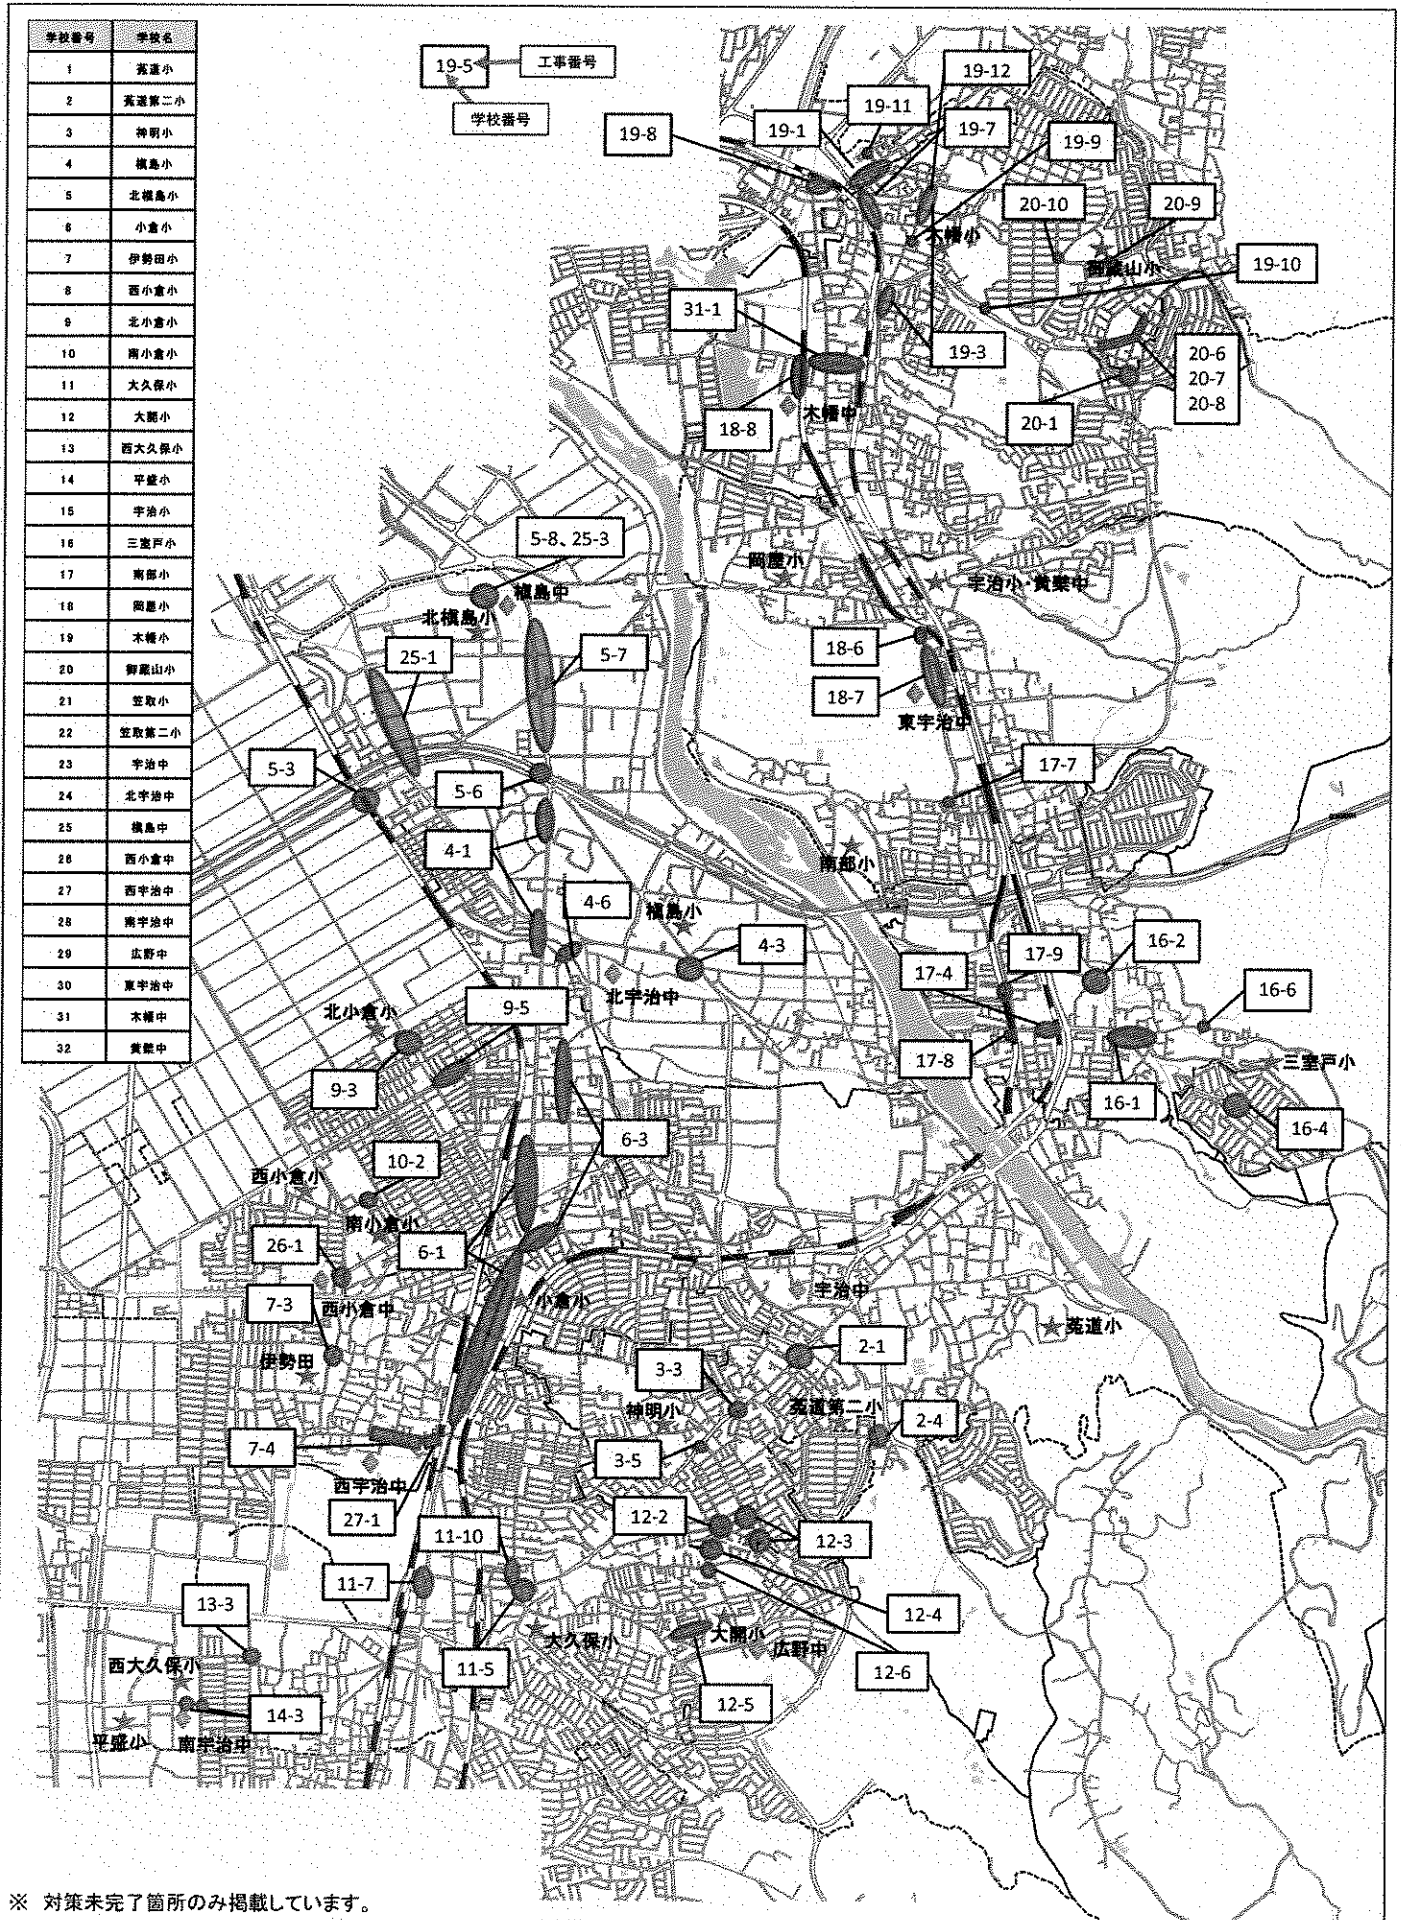 学校番号 学校名
1 菟道小
2 菟道第二小
3 神明小
4 槇島小
5 北槇島小
6 小倉小
7 伊勢田小
8 西小倉小
9 北小倉小
10 南小倉小
11 大久保小
12 大開小
13 西大久保小
14 平盛小
15 宇治小
16 三室戸小
17 南部小
18 岡屋小
19 木幡小
20 御蔵山小
21 笠取小
22 笠取第二小
23 宇治中
24 北宇治中
25 槇島中
26 西小倉中
27 西宇治中
28 南宇治中
29 広野中
30 東宇治中
31 木幡中
32 黄檗中
19-5
工事番号
学校番号
19-12
19-11
19-8
19-1
19-7
19-9
20-10
20-9
木幡小
御蔵山小
19-10
31-1
19-3
20-6
20-7
20-8
18-8
木幡中
20-1
5-8、25-3
岡屋小
宇治小・黄檗中
槇島中
北槇島小
25-1
5-7
18-6
18-7
東宇治中
5-3
5-6
17-7
4-1
南部小
4-6
槇島小
4-3
17-4
17-9
16-2
北宇治中
16-6
9-5
北小倉小
9-3
17-8
三室戸小
16-1
16-4
6-3
10-2
西小倉小
南小倉小
26-1
6-1
7-3
西小倉中
小倉小
宇治中
菟道小
2-1
伊勢田
3-3
神明小
菟道第二小
2-4
7-4
3-5
西宇治中
27-1
11-10
12-2
12-3
11-7
13-3
12-4
大久保小
大開小
広野中
西大久保小
11-5
12-6
12-5
14-3
平盛小
南宇治中
※ 対策未完了箇所のみ掲載しています。